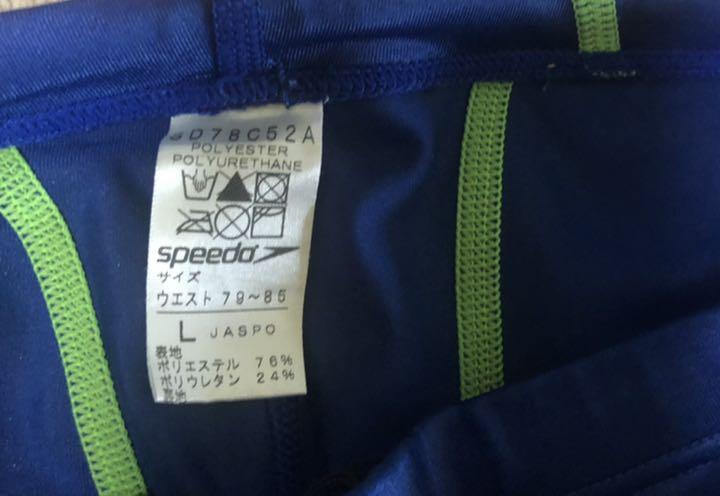 SD78C52A
POLYESTER
POLYURETHANE
speedo
サイズ
ウエスト 79〜85
L JASPO
表地
ポリエステル 76%
ポリウレタン 24%